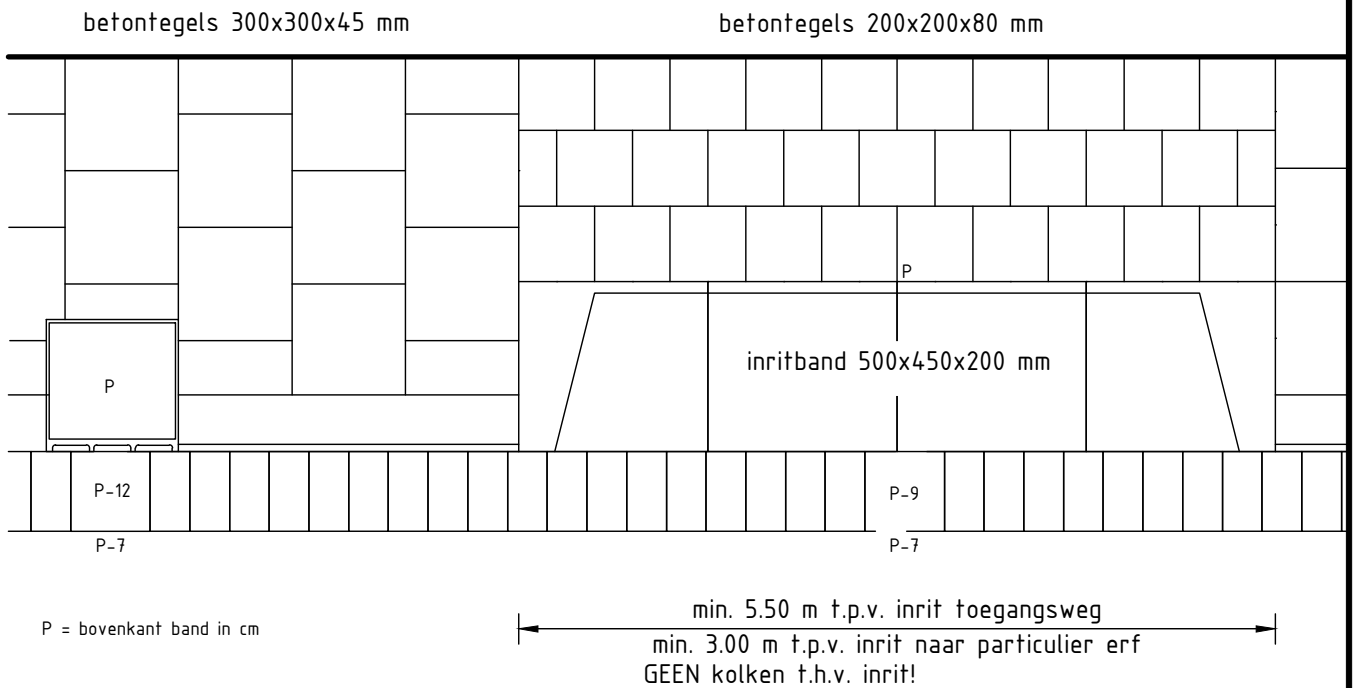 betontegels 300x300x45 mm
betontegels 200x200x80 mm
P
P
inritband 500x450x200 mm
P-12
P-9
P-7
P-7
P = bovenkant band in cm
min. 5.50 m t.p.v. inrit toegangsweg
min. 3.00 m t.p.v. inrit naar particulier erf
GEEN kolken t.h.v. inrit!